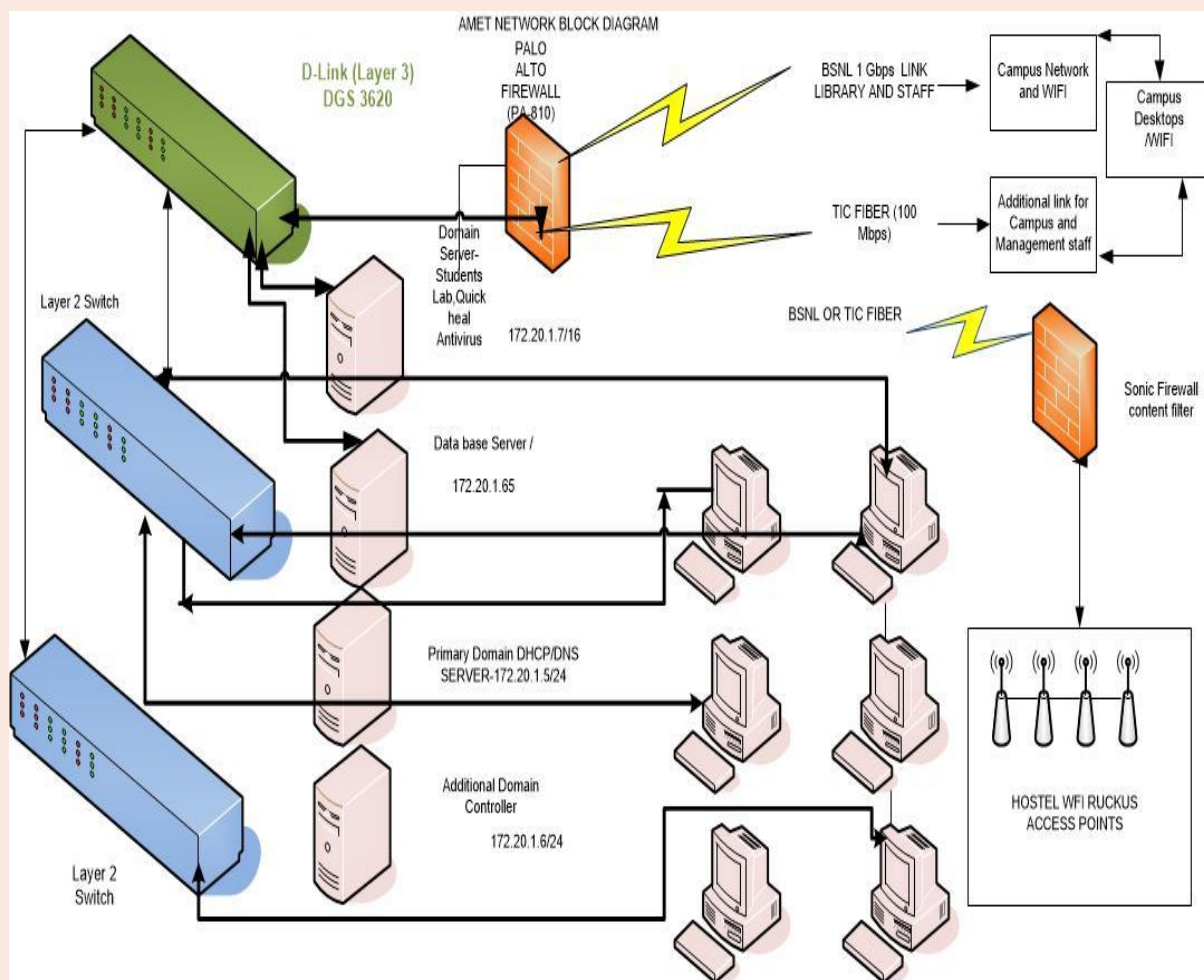 AMET NETWORK BLOCK DIAGRAM
PALO
ALTO
FIREWALL
(PA-810)
D-Link (Layer 3)
DGS 3620
BSNL 1 Gbps LINK
LIBRARY AND STAFF
Campus Network
and WIFI
Campus
Desktops
/WIFI
TIC FIBER (100
Mbps)
Additional link for
Campus and
Management staff
Domain
Server-
Students
Lab,Quick
heal
Antivirus
172.20.1.7/16
Layer 2 Switch
BSNL OR TIC FIBER
Sonic Firewall
content filter
Data base Server /
172.20.1.65
Primary Domain DHCP/DNS
SERVER-172.20.1.5/24
Additional Domain
Controller
172.20.1.6/24
Layer 2
Switch
HOSTEL WFI RUCKUS
ACCESS POINTS